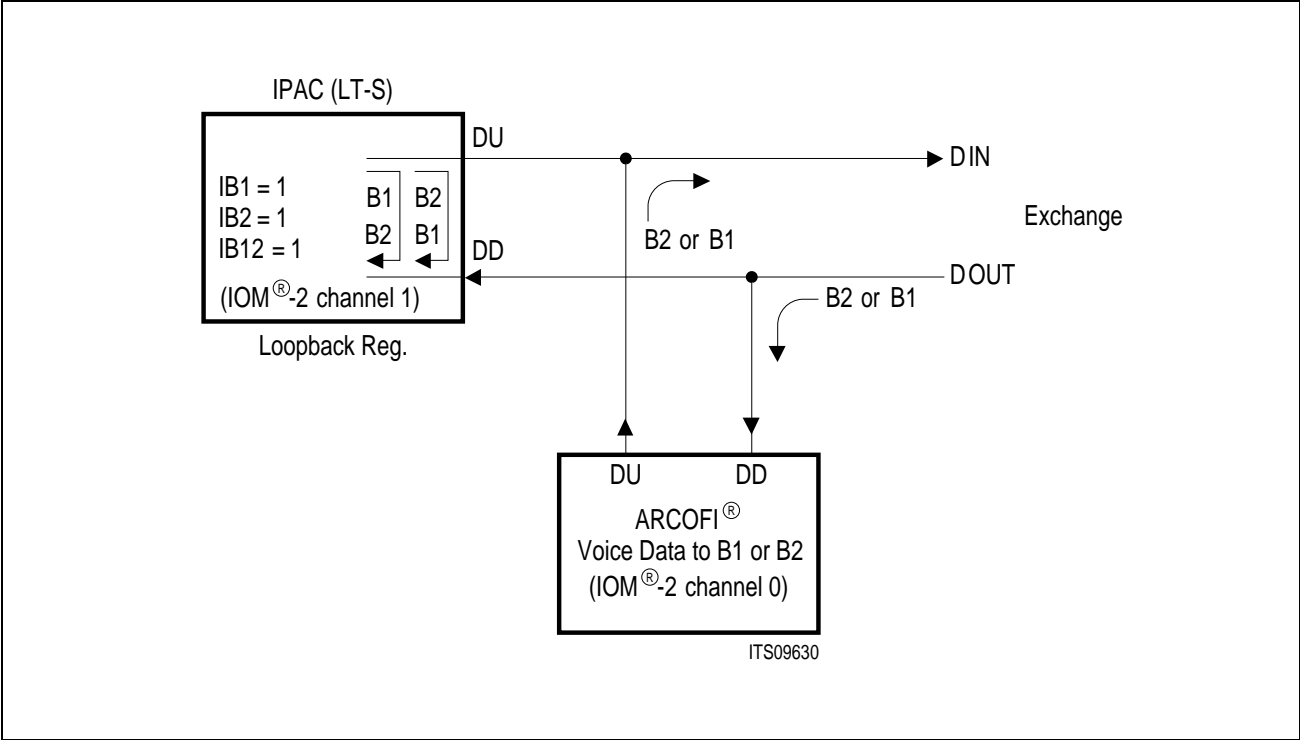 IPAC (LT-S)
DU
DIN
IB1 = 1
IB2 = 1
IB12 = 1
B1 B2
B2 B1
DD
(IOM®-2 channel 1)
Loopback Reg.
B2 or B1
Exchange
DOUT
B2 or B1
DU DD
ARCOFI®
Voice Data to B1 or B2
(IOM®-2 channel 0)
ITS09630